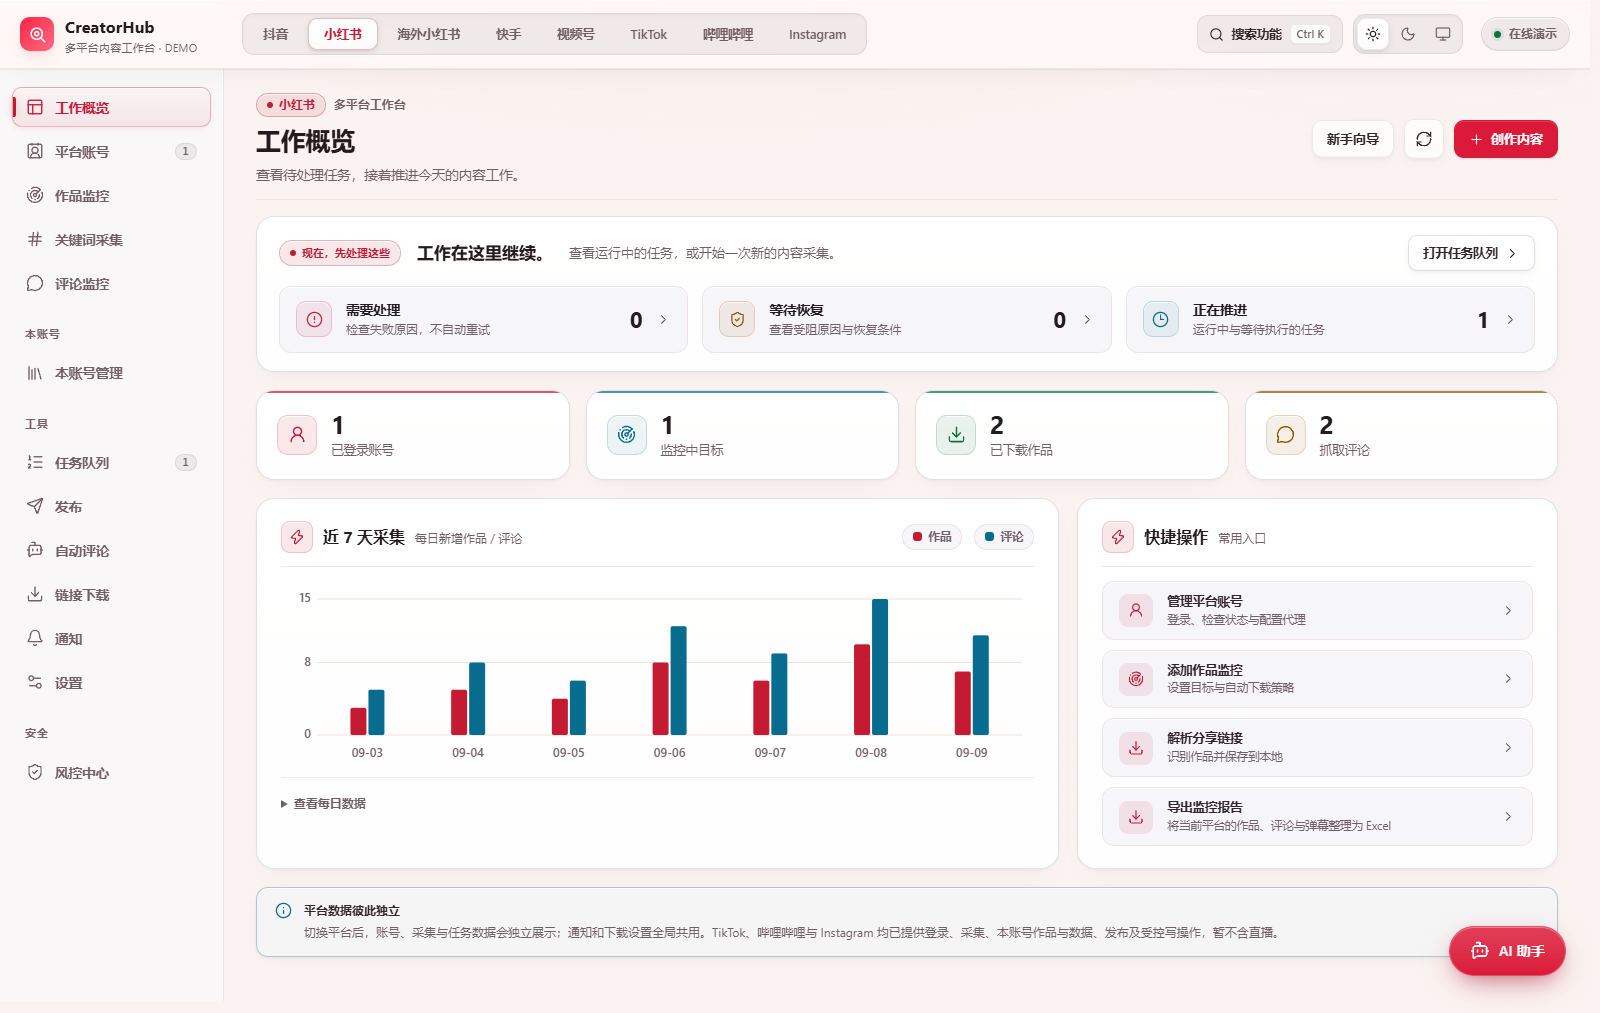 CreatorHub
多平台内容工作台 · DEMO
抖音
小红书
海外小红书
快手
视频号
TikTok
哔哩哔哩
Instagram
搜索功能
Ctrl K
在线演示
工作概览
平台账号
1
作品监控
关键词采集
评论监控
本账号
本账号管理
工具
任务队列
1
发布
自动评论
链接下载
通知
设置
安全
风控中心
小红书
多平台工作台
工作概览
查看待处理任务，接着推进今天的内容工作。
新手向导
创作内容
现在，先处理这些
工作在这里继续。
查看运行中的任务，或开始一次新的内容采集。
打开任务队列
需要处理
检查失败原因，不自动重试
0
等待恢复
查看受阻原因与恢复条件
0
正在推进
运行中与等待执行的任务
1
1
已登录账号
1
监控中目标
2
已下载作品
2
抓取评论
近 7 天采集
每日新增作品 / 评论
作品
评论
15
8
0
09-03
09-04
09-05
09-06
09-07
09-08
09-09
查看每日数据
快捷操作
常用入口
管理平台账号
登录、检查状态与配置代理
添加作品监控
设置目标与自动下载策略
解析分享链接
识别作品并保存到本地
导出监控报告
将当前平台的作品、评论与弹幕整理为 Excel
平台数据彼此独立
切换平台后，账号、采集与任务数据会独立展示；通知和下载设置全局共用。TikTok、哔哩哔哩与 Instagram 均已提供登录、采集、本账号作品与数据、发布及受控写操作，暂不含直播。
AI 助手